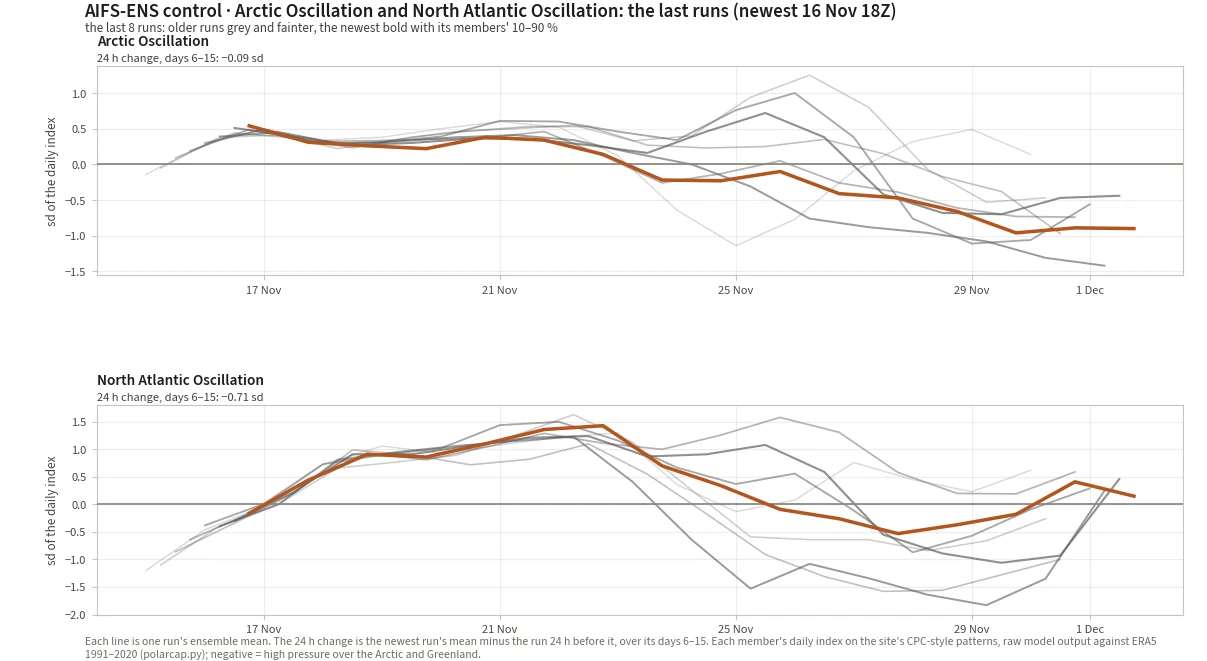 AIFS-ENS control · Arctic Oscillation and North Atlantic Oscillation: the last runs (newest 16 Nov 18Z)
the last 8 runs: older runs grey and fainter, the newest bold with its members' 10–90 %
Arctic Oscillation
24 h change, days 6–15: −0.09 sd
sd of the daily index
1.0
0.5
0.0
−0.5
−1.0
−1.5
17 Nov 21 Nov 25 Nov 29 Nov 1 Dec
North Atlantic Oscillation
24 h change, days 6–15: −0.71 sd
sd of the daily index
1.5
1.0
0.5
0.0
−0.5
−1.0
−1.5
−2.0
17 Nov 21 Nov 25 Nov 29 Nov 1 Dec
Each line is one run's ensemble mean. The 24 h change is the newest run's mean minus the run 24 h before it, over its days 6–15. Each member's daily index on the site's CPC-style patterns, raw model output against ERA5
1991–2020 (polarcap.py); negative = high pressure over the Arctic and Greenland.